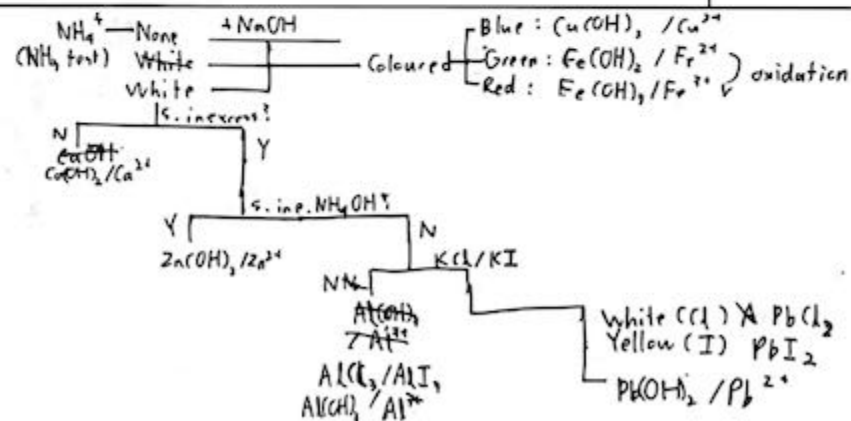 NH₄⁺ — None + NaOH
(NH₃ test) White
White
Coloured
Blue : Cu(OH)₂ / Cu²⁺
Green : Fe(OH)₂ / Fe²⁺
Red : Fe(OH)₃ / Fe³⁺
oxidation
s. in excess?
N
Y
Ca(OH)₂ / Ca²⁺
s. in e. NH₄OH?
Y
N
Zn(OH)₂ / Zn²⁺
KCl / KI
N
Al(OH)₃
/ Al³⁺
AlCl₃ / AlI₃
Al(OH)₃ / Al³⁺
White (Cl) PbCl₂
Yellow (I) PbI₂
Pb(OH)₂ / Pb²⁺